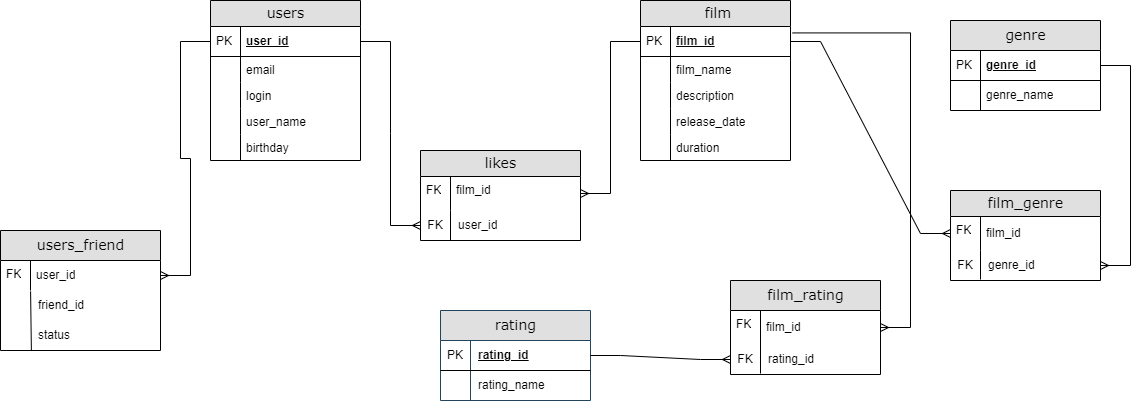 users
PK user_id
email
login
user_name
birthday
film
PK film_id
film_name
description
release_date
duration
genre
PK genre_id
genre_name
likes
FK film_id
FK user_id
film_genre
FK film_id
FK genre_id
users_friend
FK user_id
friend_id
status
film_rating
FK film_id
FK rating_id
rating
PK rating_id
rating_name